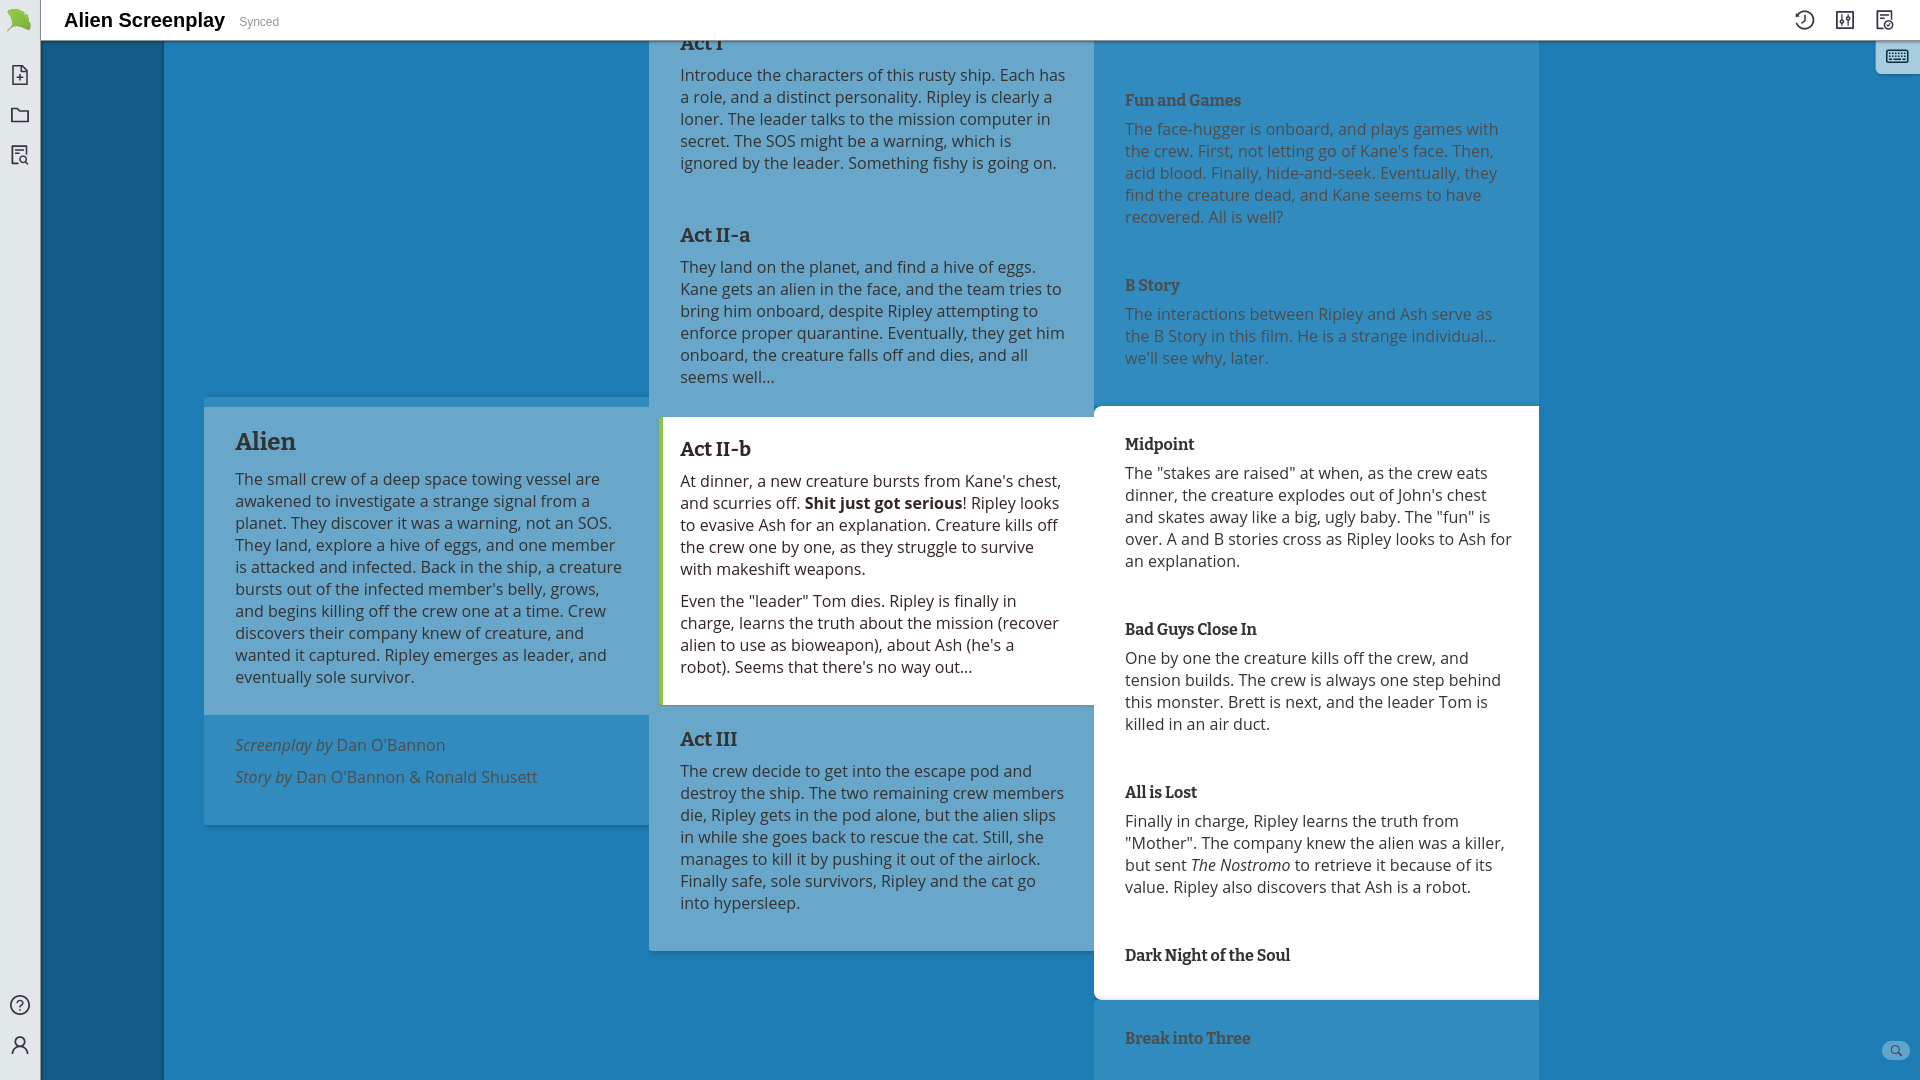 Alien Screenplay Synced
Alien
The small crew of a deep space towing vessel are
awakened to investigate a strange signal from a
planet. They discover it was a warning, not an SOS.
They land, explore a hive of eggs, and one member
is attacked and infected. Back in the ship, a creature
bursts out of the infected member's belly, grows,
and begins killing off the crew one at a time. Crew
discovers their company knew of creature, and
wanted it captured. Ripley emerges as leader, and
eventually sole survivor.
Screenplay by Dan O'Bannon
Story by Dan O'Bannon & Ronald Shusett
Act I
Introduce the characters of this rusty ship. Each has
a role, and a distinct personality. Ripley is clearly a
loner. The leader talks to the mission computer in
secret. The SOS might be a warning, which is
ignored by the leader. Something fishy is going on.
Act II-a
They land on the planet, and find a hive of eggs.
Kane gets an alien in the face, and the team tries to
bring him onboard, despite Ripley attempting to
enforce proper quarantine. Eventually, they get him
onboard, the creature falls off and dies, and all
seems well...
Act II-b
At dinner, a new creature bursts from Kane's chest,
and scurries off. Shit just got serious! Ripley looks
to evasive Ash for an explanation. Creature kills off
the crew one by one, as they struggle to survive
with makeshift weapons.
Even the "leader" Tom dies. Ripley is finally in
charge, learns the truth about the mission (recover
alien to use as bioweapon), about Ash (he's a
robot). Seems that there's no way out...
Act III
The crew decide to get into the escape pod and
destroy the ship. The two remaining crew members
die, Ripley gets in the pod alone, but the alien slips
in while she goes back to rescue the cat. Still, she
manages to kill it by pushing it out of the airlock.
Finally safe, sole survivors, Ripley and the cat go
into hypersleep.
Fun and Games
The face-hugger is onboard, and plays games with
the crew. First, not letting go of Kane's face. Then,
acid blood. Finally, hide-and-seek. Eventually, they
find the creature dead, and Kane seems to have
recovered. All is well?
B Story
The interactions between Ripley and Ash serve as
the B Story in this film. He is a strange individual...
we'll see why, later.
Midpoint
The "stakes are raised" at when, as the crew eats
dinner, the creature explodes out of John's chest
and skates away like a big, ugly baby. The "fun" is
over. A and B stories cross as Ripley looks to Ash for
an explanation.
Bad Guys Close In
One by one the creature kills off the crew, and
tension builds. The crew is always one step behind
this monster. Brett is next, and the leader Tom is
killed in an air duct.
All is Lost
Finally in charge, Ripley learns the truth from
"Mother". The company knew the alien was a killer,
but sent The Nostromo to retrieve it because of its
value. Ripley also discovers that Ash is a robot.
Dark Night of the Soul
Break into Three